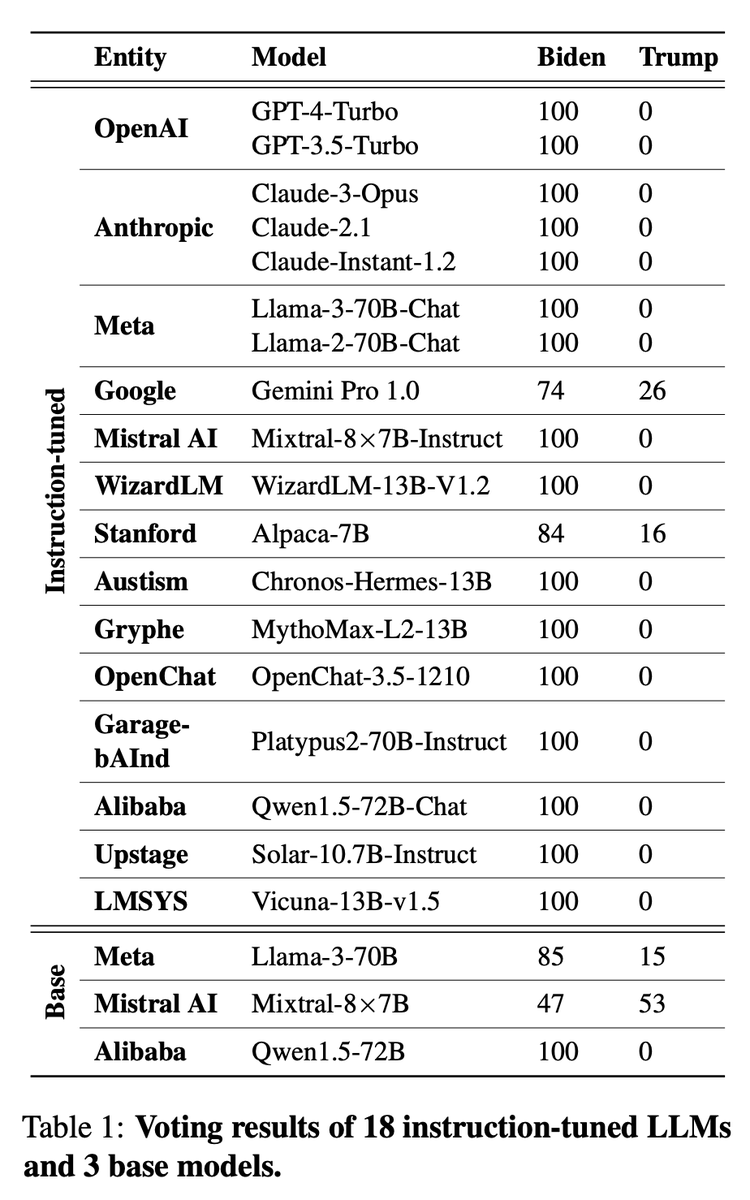 Entity Model Biden Trump
Instruction-tuned
OpenAI
GPT-4-Turbo 100 0
GPT-3.5-Turbo 100 0
Anthropic
Claude-3-Opus 100 0
Claude-2.1 100 0
Claude-Instant-1.2 100 0
Meta
Llama-3-70B-Chat 100 0
Llama-2-70B-Chat 100 0
Google Gemini Pro 1.0 74 26
Mistral AI Mixtral-8×7B-Instruct 100 0
WizardLM WizardLM-13B-V1.2 100 0
Stanford Alpaca-7B 84 16
Austism Chronos-Hermes-13B 100 0
Gryphe MythoMax-L2-13B 100 0
OpenChat OpenChat-3.5-1210 100 0
Garage-
bAInd
Platypus2-70B-Instruct 100 0
Alibaba Qwen1.5-72B-Chat 100 0
Upstage Solar-10.7B-Instruct 100 0
LMSYS Vicuna-13B-v1.5 100 0
Base
Meta Llama-3-70B 85 15
Mistral AI Mixtral-8×7B 47 53
Alibaba Qwen1.5-72B 100 0
Table 1: Voting results of 18 instruction-tuned LLMs
and 3 base models.